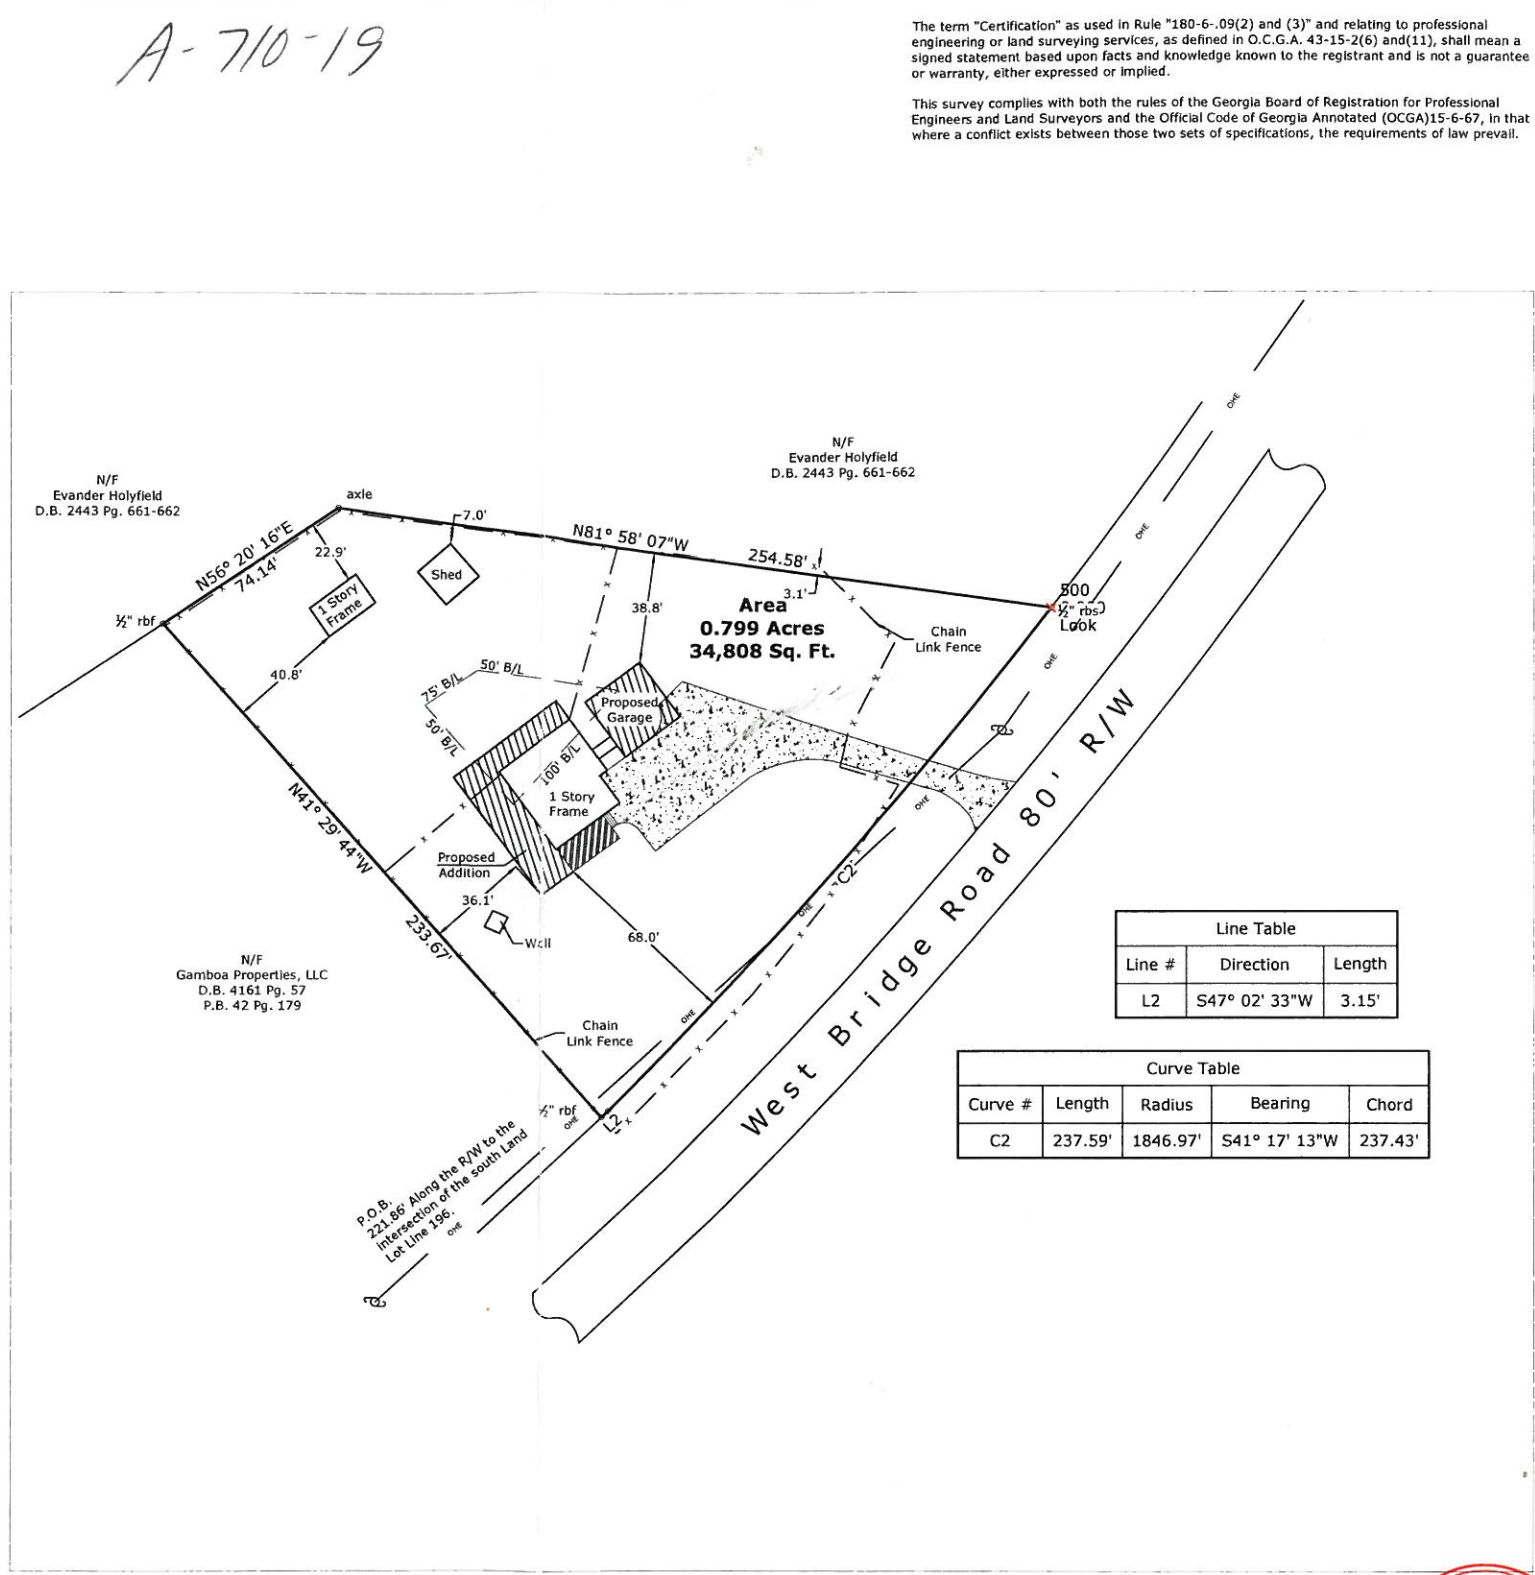 A-710-19
The term "Certification" as used in Rule "180-6-.09(2) and (3)" and relating to professional
engineering or land surveying services, as defined in O.C.G.A. 43-15-2(6) and(11), shall mean a
signed statement based upon facts and knowledge known to the registrant and is not a guarantee
or warranty, either expressed or implied.
This survey complies with both the rules of the Georgia Board of Registration for Professional
Engineers and Land Surveyors and the Official Code of Georgia Annotated (OCGA)15-6-67, in that
where a conflict exists between those two sets of specifications, the requirements of law prevail.
OHE
N/F
Evander Holyfield
D.B. 2443 Pg. 661-662
N/F
Evander Holyfield
D.B. 2443 Pg. 661-662
axle
7.0'
N56° 20' 16"E
74.14'
22.9'
N81° 58' 07"W
254.58'
OHE
Shed
1 Story
Frame
3.1'
38.8'
Area
0.799 Acres
34,808 Sq. Ft.
500
½" rbs
Look
½" rbf
Chain
Link Fence
OHE
40.8'
50' B/L
75' B/L
50' B/L
Proposed
Garage
100' B/L
1 Story
Frame
OHE
N41° 29' 44"W
233.67'
Proposed
Addition
36.1'
Well
68.0'
C2
OHE
West Bridge Road 80' R/W
Line Table
Line # Direction Length
L2 S47° 02' 33"W 3.15'
N/F
Gamboa Properties, LLC
D.B. 4161 Pg. 57
P.B. 42 Pg. 179
Chain
Link Fence
OHE
Curve Table
Curve # Length Radius Bearing Chord
C2 237.59' 1846.97' S41° 17' 13"W 237.43'
½" rbf
OHE
L2
P.O.B.
221.86' Along the R/W to the
intersection of the south Land
Lot Line 196.
OHE